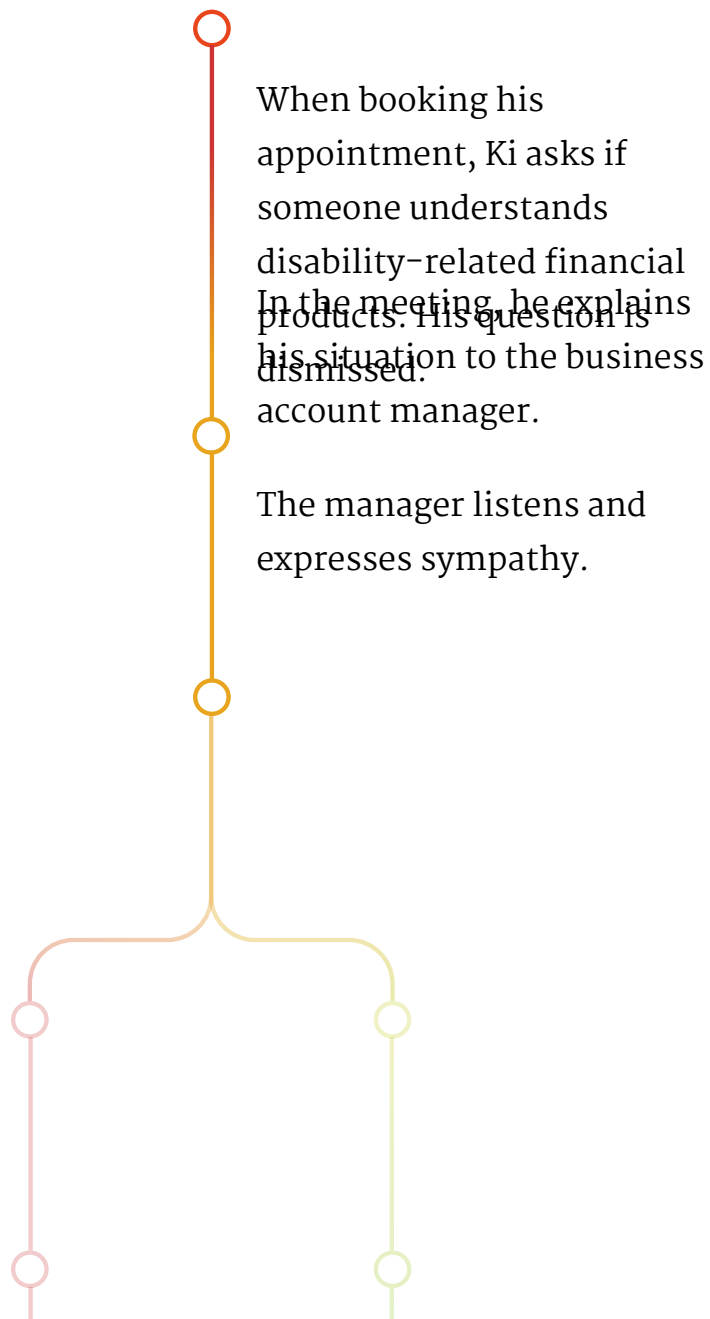 When booking his
appointment, Ki asks if
someone understands
disability-related financial
products. His question is
dismissed.
In the meeting, he explains
his situation to the business
account manager.
The manager listens and
expresses sympathy.